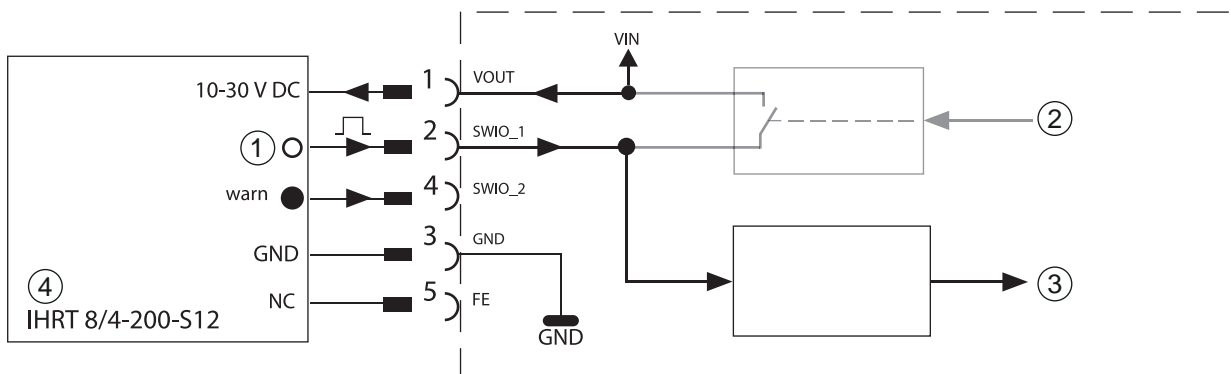 VIN
10-30 V DC 1 VOUT
2
1 2 SWIO_1
warn 4 SWIO_2
GND 3 GND
3
4
NC 5 FE
IHRT 8/4-200-S12
GND